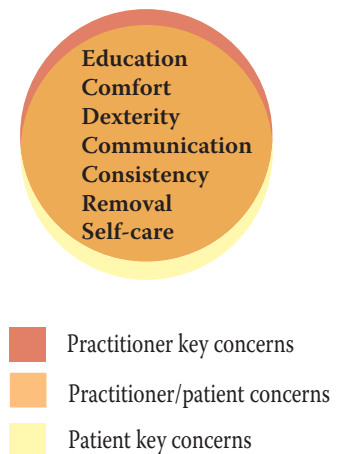 Education
Comfort
Dexterity
Communication
Consistency
Removal
Self-care
Practitioner key concerns
Practitioner/patient concerns
Patient key concerns